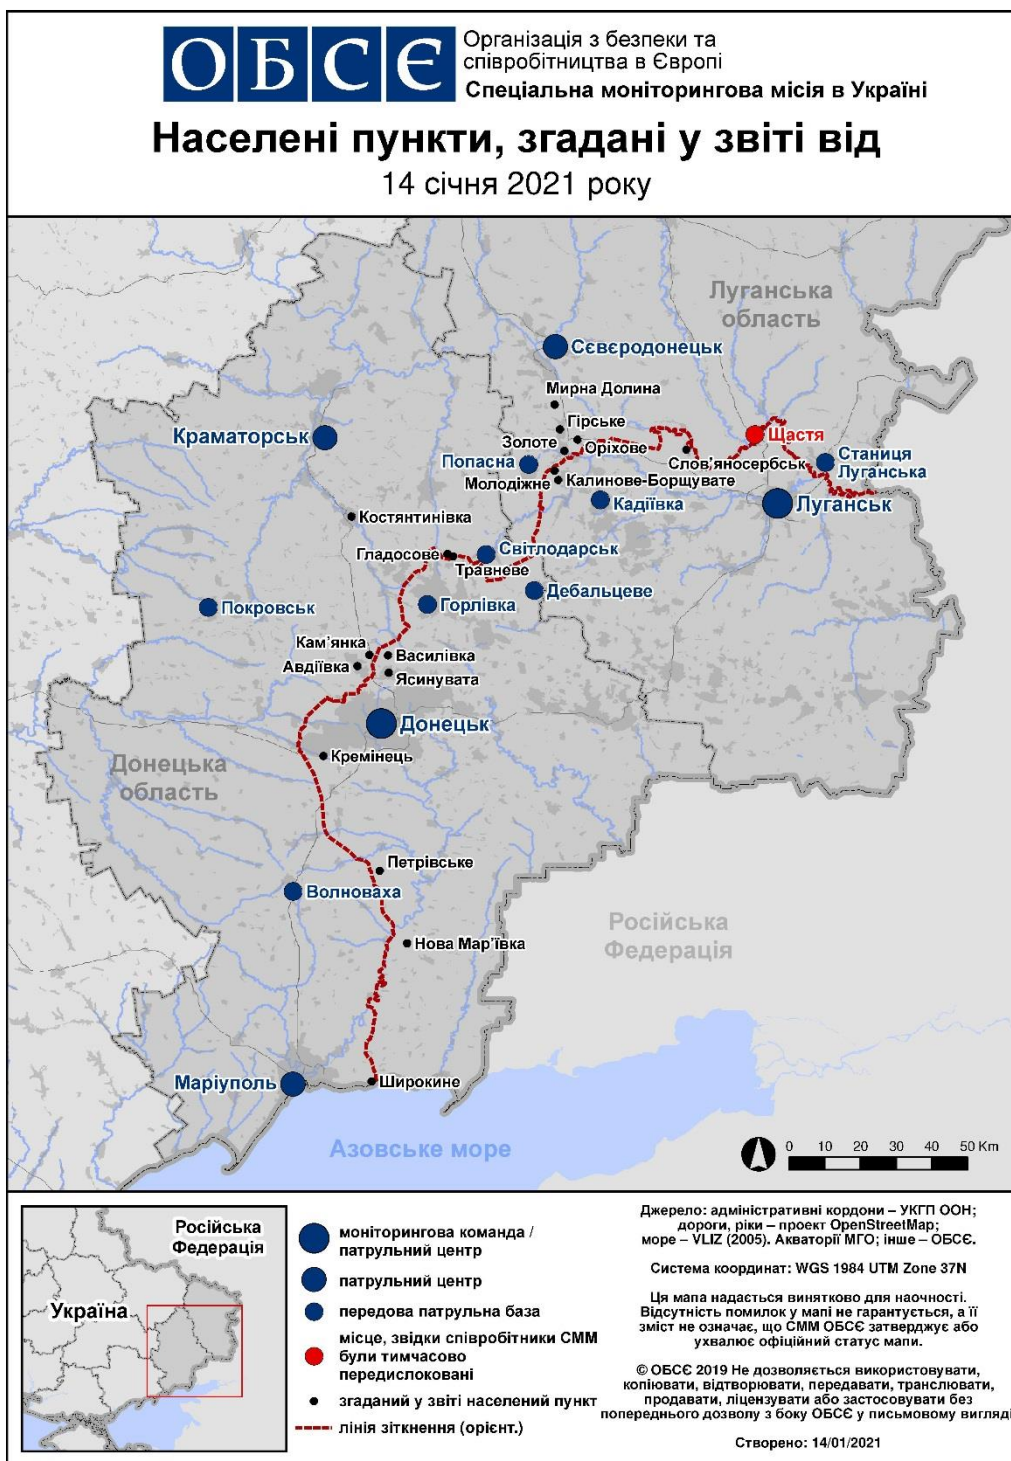 ОБСЄ
Організація з безпеки та
співробітництва в Європі
Спеціальна моніторингова місія в Україні
Населені пункти, згадані у звіті від
14 січня 2021 року
Луганська
область
Сєвєродонецьк
Мирна Долина
Гірське
Краматорськ
Золоте
Оріхове
Щастя
Попасна
Слов'яносербськ
Станиця
Луганська
Молодіжне
Калинове-Борщувате
Кадіївка
Луганськ
Костянтинівка
Гладосове
Світлодарськ
Травневе
Дебальцеве
Покровськ
Горлівка
Кам'янка
Василівка
Авдіївка
Ясинувата
Донецьк
Кремінець
Донецька
область
Петрівське
Волноваха
Російська
Федерація
Нова Мар'ївка
Маріуполь
Широкине
Азовське море
0 10 20 30 40 50 Km
Російська
Федерація
Україна
моніторингова команда /
патрульний центр
патрульний центр
передова патрульна база
місце, звідки співробітники СММ
були тимчасово
передислоковані
згаданий у звіті населений пункт
лінія зіткнення (орієнт.)
Джерело: адміністративні кордони – УКГП ООН;
дороги, ріки – проект OpenStreetMap;
море – VLIZ (2005). Акваторії МГО; інше – ОБСЄ.
Система координат: WGS 1984 UTM Zone 37N
Ця мапа надається винятково для наочності.
Відсутність помилок у мапі не гарантується, а її
зміст не означає, що СММ ОБСЄ затверджує або
ухвалює офіційний статус мапи.
© ОБСЄ 2019 Не дозволяється використовувати,
копіювати, відтворювати, передавати, транслювати,
продавати, ліцензувати або застосовувати без
попереднього дозволу з боку ОБСЄ у письмовому вигляді
Створено: 14/01/2021